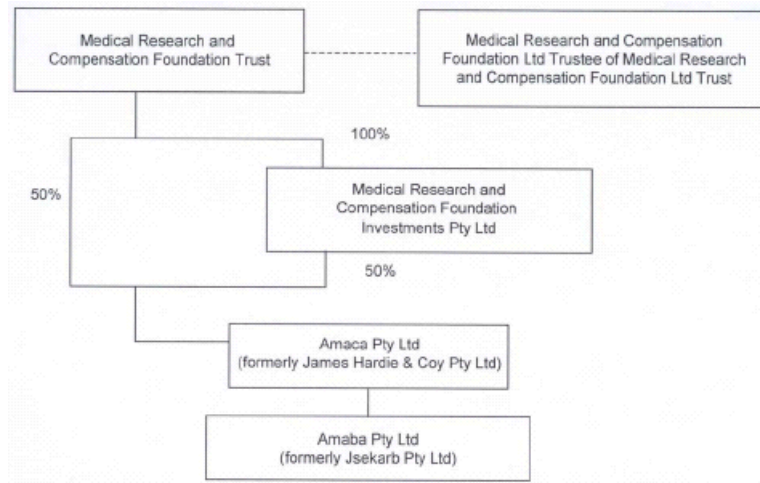 Medical Research and
Compensation Foundation Trust
Medical Research and Compensation
Foundation Ltd Trustee of Medical Research
and Compensation Foundation Ltd Trust
100%
50%
Medical Research and
Compensation Foundation
Investments Pty Ltd
50%
Amaca Pty Ltd
(formerly James Hardie & Coy Pty Ltd)
Amaba Pty Ltd
(formerly Jsekarb Pty Ltd)